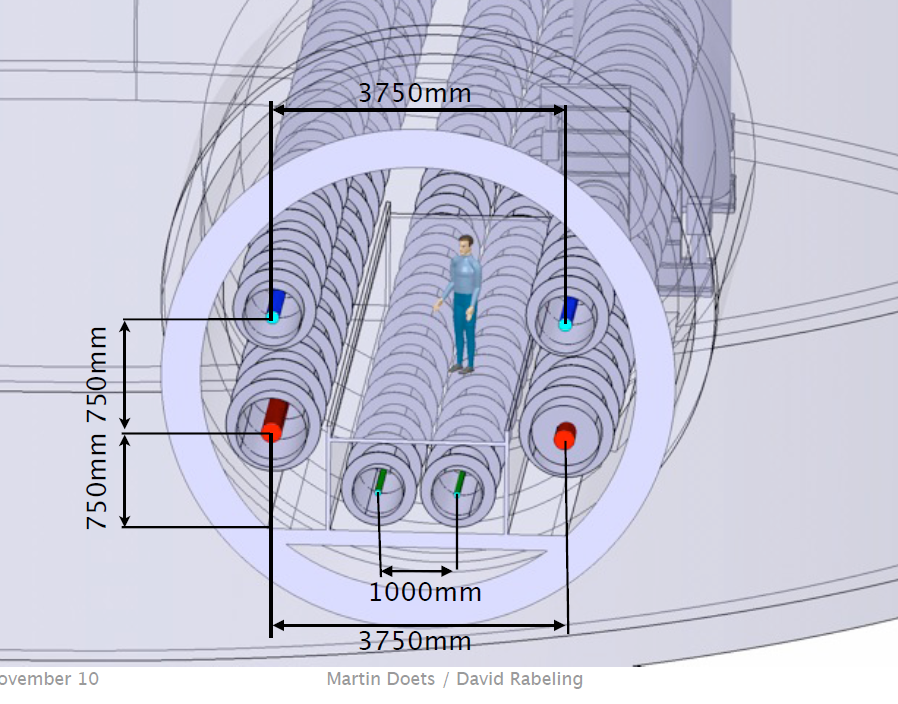 3750mm
750mm
750mm
1000mm
3750mm
ovember 10
Martin Doets / David Rabeling